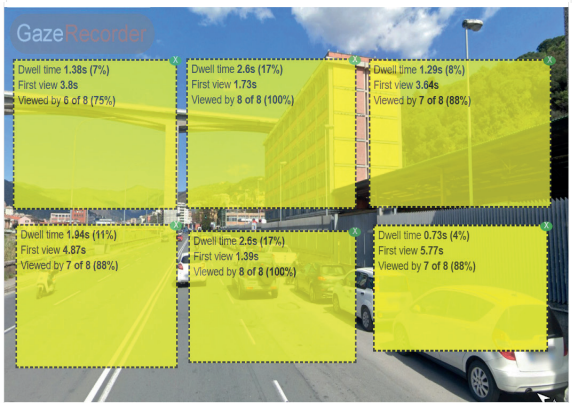 GazeRecorder
X
Dwell time 1.38s (7%)
First view 3.8s
Viewed by 6 of 8 (75%)
X
Dwell time 2.6s (17%)
First view 1.73s
Viewed by 8 of 8 (100%)
X
Dwell time 1.29s (8%)
First view 3.64s
Viewed by 7 of 8 (88%)
X
Dwell time 1.94s (11%)
First view 4.87s
Viewed by 7 of 8 (88%)
X
Dwell time 2.6s (17%)
First view 1.39s
Viewed by 8 of 8 (100%)
X
Dwell time 0.73s (4%)
First view 5.77s
Viewed by 7 of 8 (88%)